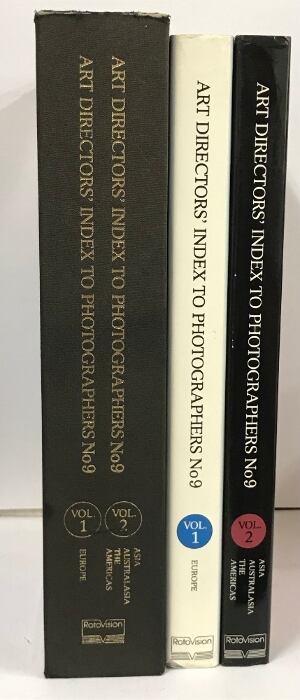 ART DIRECTORS' INDEX TO PHOTOGRAPHERS No9
VOL. 2
ASIA
AUSTRALASIA
THE
AMERICAS
ART DIRECTORS' INDEX TO PHOTOGRAPHERS No9
VOL. 1
EUROPE
RotoVision
ART DIRECTORS' INDEX TO PHOTOGRAPHERS No9
VOL. 1
EUROPE
RotoVision
ART DIRECTORS' INDEX TO PHOTOGRAPHERS No9
VOL. 2
ASIA
AUSTRALASIA
THE
AMERICAS
RotoVision